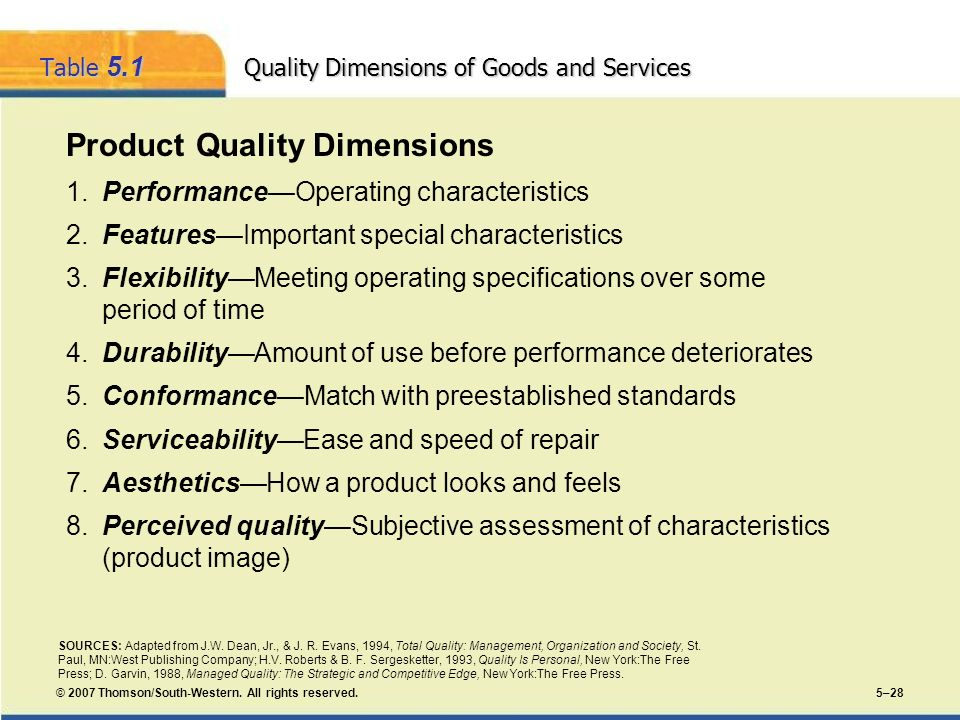 Table 5.1
Quality Dimensions of Goods and Services
Product Quality Dimensions
1. Performance—Operating characteristics
2. Features—Important special characteristics
3. Flexibility—Meeting operating specifications over some
period of time
4. Durability—Amount of use before performance deteriorates
5. Conformance—Match with preestablished standards
6. Serviceability—Ease and speed of repair
7. Aesthetics—How a product looks and feels
8. Perceived quality—Subjective assessment of characteristics
(product image)
SOURCES: Adapted from J.W. Dean, Jr., & J. R. Evans, 1994, Total Quality: Management, Organization and Society, St.
Paul, MN:West Publishing Company; H.V. Roberts & B. F. Sergesketter, 1993, Quality Is Personal, New York:The Free
Press; D. Garvin, 1988, Managed Quality: The Strategic and Competitive Edge, New York:The Free Press.
© 2007 Thomson/South-Western. All rights reserved.
5–28